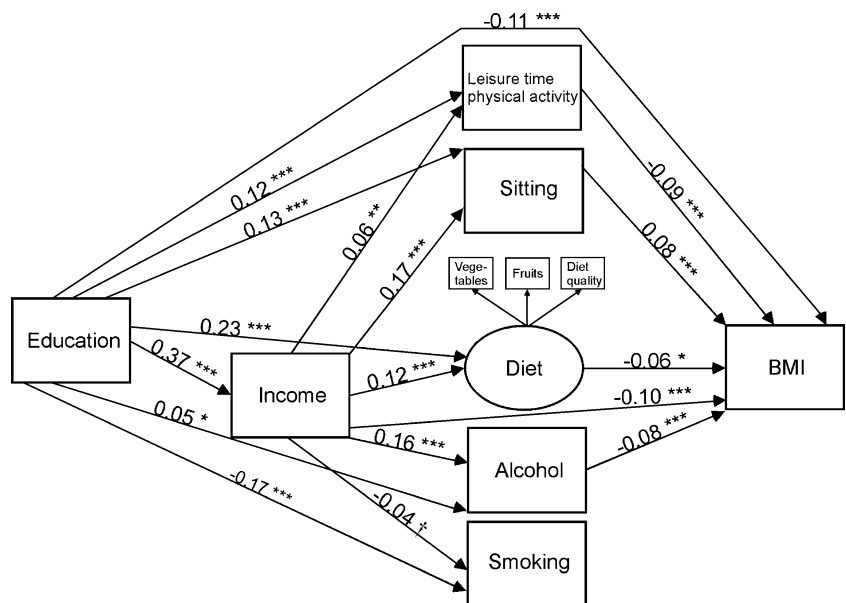 -0.11 ***
Leisure time
physical activity
0.12 ***
0.13 ***
Sitting
-0.09 ***
0.08 ***
0.06 **
0.17 ***
Vege-
tables
Fruits
Diet
quality
Education
0.23 ***
0.37 ***
Income
0.12 ***
Diet
-0.06 *
BMI
-0.10 ***
0.05 *
0.16 ***
-0.08 ***
Alcohol
-0.17 ***
-0.04 †
Smoking